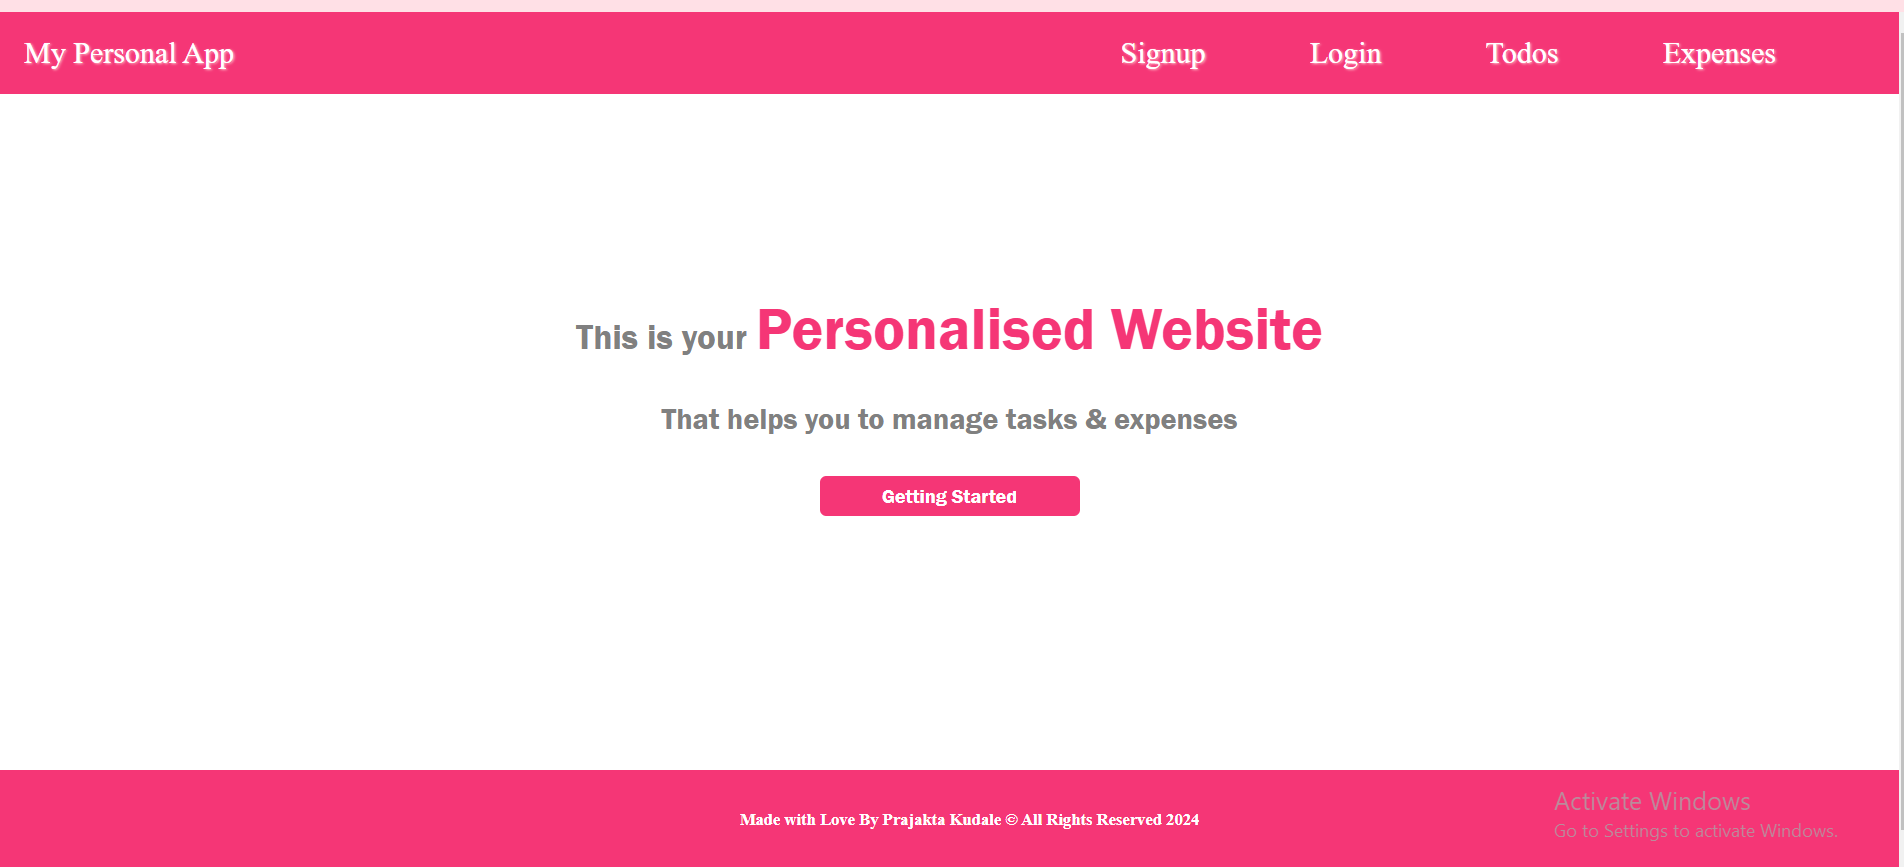 My Personal App Signup Login Todos Expenses
This is your Personalised Website
That helps you to manage tasks & expenses
Getting Started
Made with Love By Prajakta Kudale © All Rights Reserved 2024
Activate Windows
Go to Settings to activate Windows.